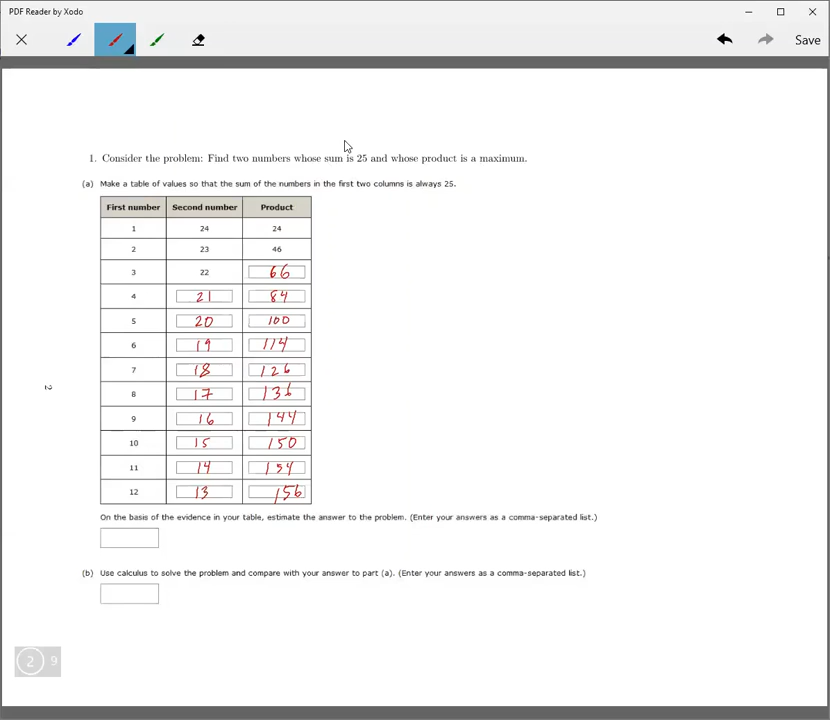 PDF Reader by Xodo
Save
1. Consider the problem: Find two numbers whose sum is 25 and whose product is a maximum.
(a) Make a table of values so that the sum of the numbers in the first two columns is always 25.
First number Second number Product
1 24 24
2 23 46
3 22 66
4 21 84
5 20 100
6 19 114
7 18 126
8 17 136
9 16 144
10 15 150
11 14 154
12 13 156
2
On the basis of the evidence in your table, estimate the answer to the problem. (Enter your answers as a comma-separated list.)
(b) Use calculus to solve the problem and compare with your answer to part (a). (Enter your answers as a comma-separated list.)
2 9